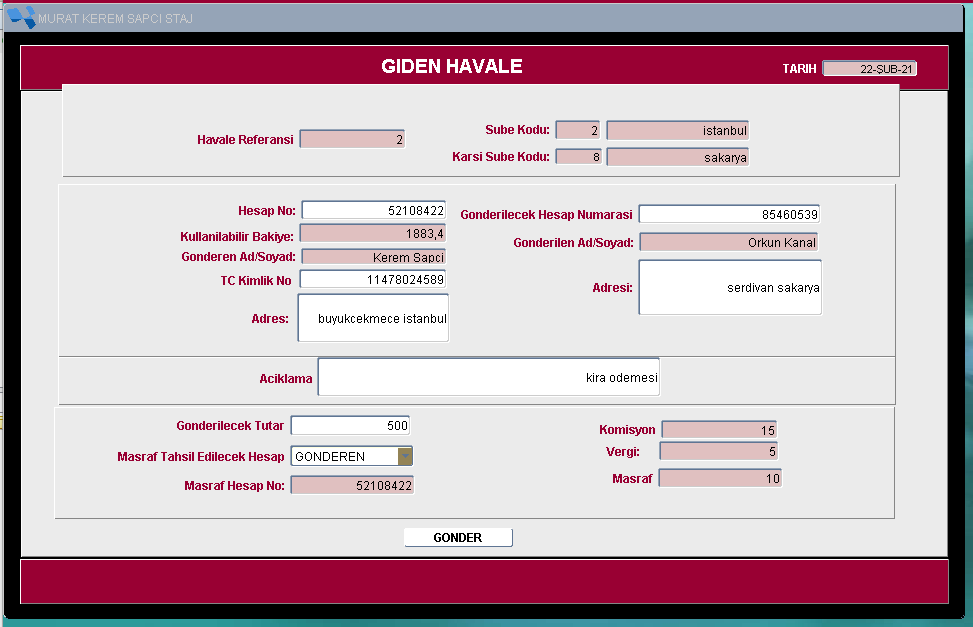 MURAT KEREM SAPCI STAJ
GIDEN HAVALE
TARIH 22-SUB-21
Havale Referansi 2
Sube Kodu: 2 istanbul
Karsi Sube Kodu: 8 sakarya
Hesap No: 52108422
Kullanilabilir Bakiye: 1883,4
Gonderen Ad/Soyad: Kerem Sapci
TC Kimlik No 11478024589
Adres: buyukcekmece istanbul
Gonderilecek Hesap Numarasi 85460539
Gonderilen Ad/Soyad: Orkun Kanal
Adresi: serdivan sakarya
Aciklama kira odemesi
Gonderilecek Tutar 500
Masraf Tahsil Edilecek Hesap GONDEREN
Masraf Hesap No: 52108422
Komisyon 15
Vergi: 5
Masraf 10
GONDER